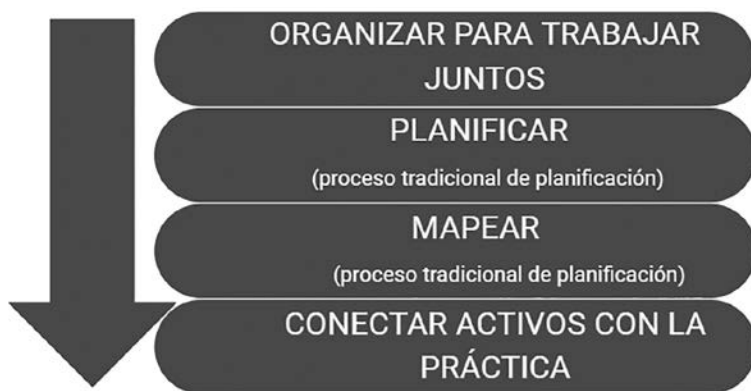 ORGANIZAR PARA TRABAJAR
JUNTOS
PLANIFICAR
(proceso tradicional de planificación)
MAPEAR
(proceso tradicional de planificación)
CONECTAR ACTIVOS CON LA
PRÁCTICA